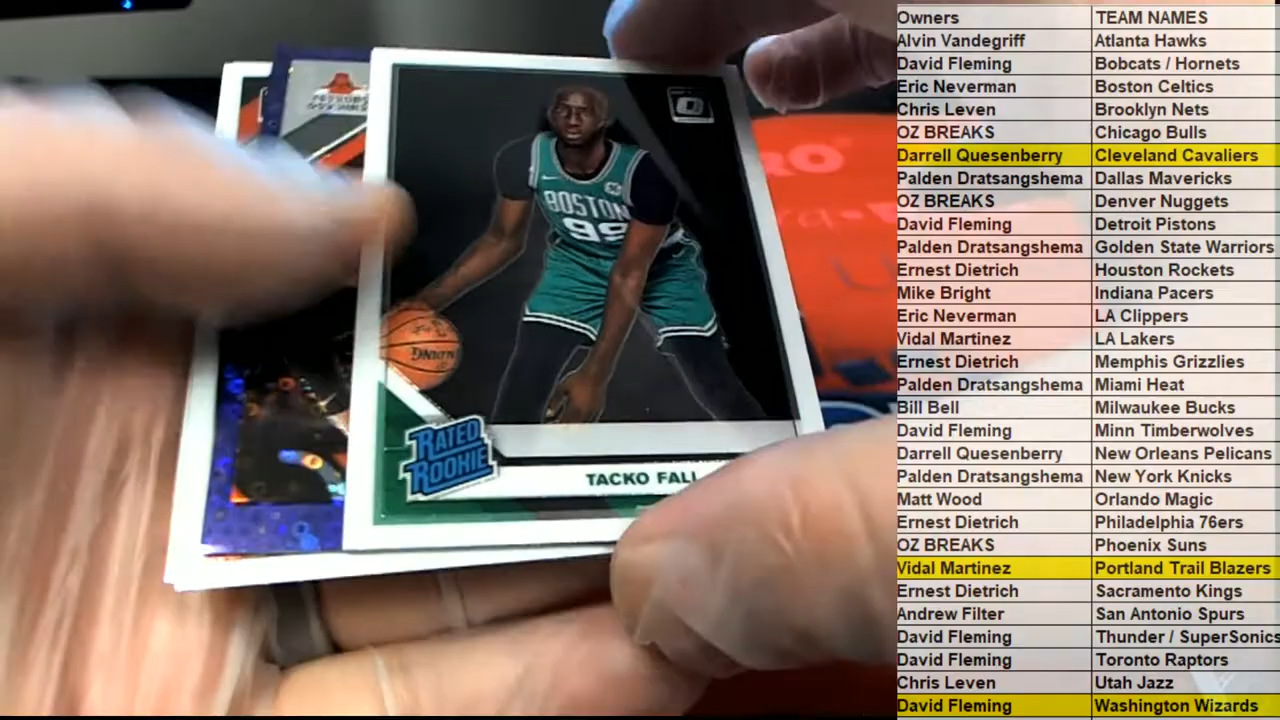 BOSTON
99
RATED
ROOKIE
TACKO FALL
Owners TEAM NAMES
Alvin Vandegriff Atlanta Hawks
David Fleming Bobcats / Hornets
Eric Neverman Boston Celtics
Chris Leven Brooklyn Nets
OZ BREAKS Chicago Bulls
Darrell Quesenberry Cleveland Cavaliers
Palden Dratsangshema Dallas Mavericks
OZ BREAKS Denver Nuggets
David Fleming Detroit Pistons
Palden Dratsangshema Golden State Warriors
Ernest Dietrich Houston Rockets
Mike Bright Indiana Pacers
Eric Neverman LA Clippers
Vidal Martinez LA Lakers
Ernest Dietrich Memphis Grizzlies
Palden Dratsangshema Miami Heat
Bill Bell Milwaukee Bucks
David Fleming Minn Timberwolves
Darrell Quesenberry New Orleans Pelicans
Palden Dratsangshema New York Knicks
Matt Wood Orlando Magic
Ernest Dietrich Philadelphia 76ers
OZ BREAKS Phoenix Suns
Vidal Martinez Portland Trail Blazers
Ernest Dietrich Sacramento Kings
Andrew Filter San Antonio Spurs
David Fleming Thunder / SuperSonics
David Fleming Toronto Raptors
Chris Leven Utah Jazz
David Fleming Washington Wizards